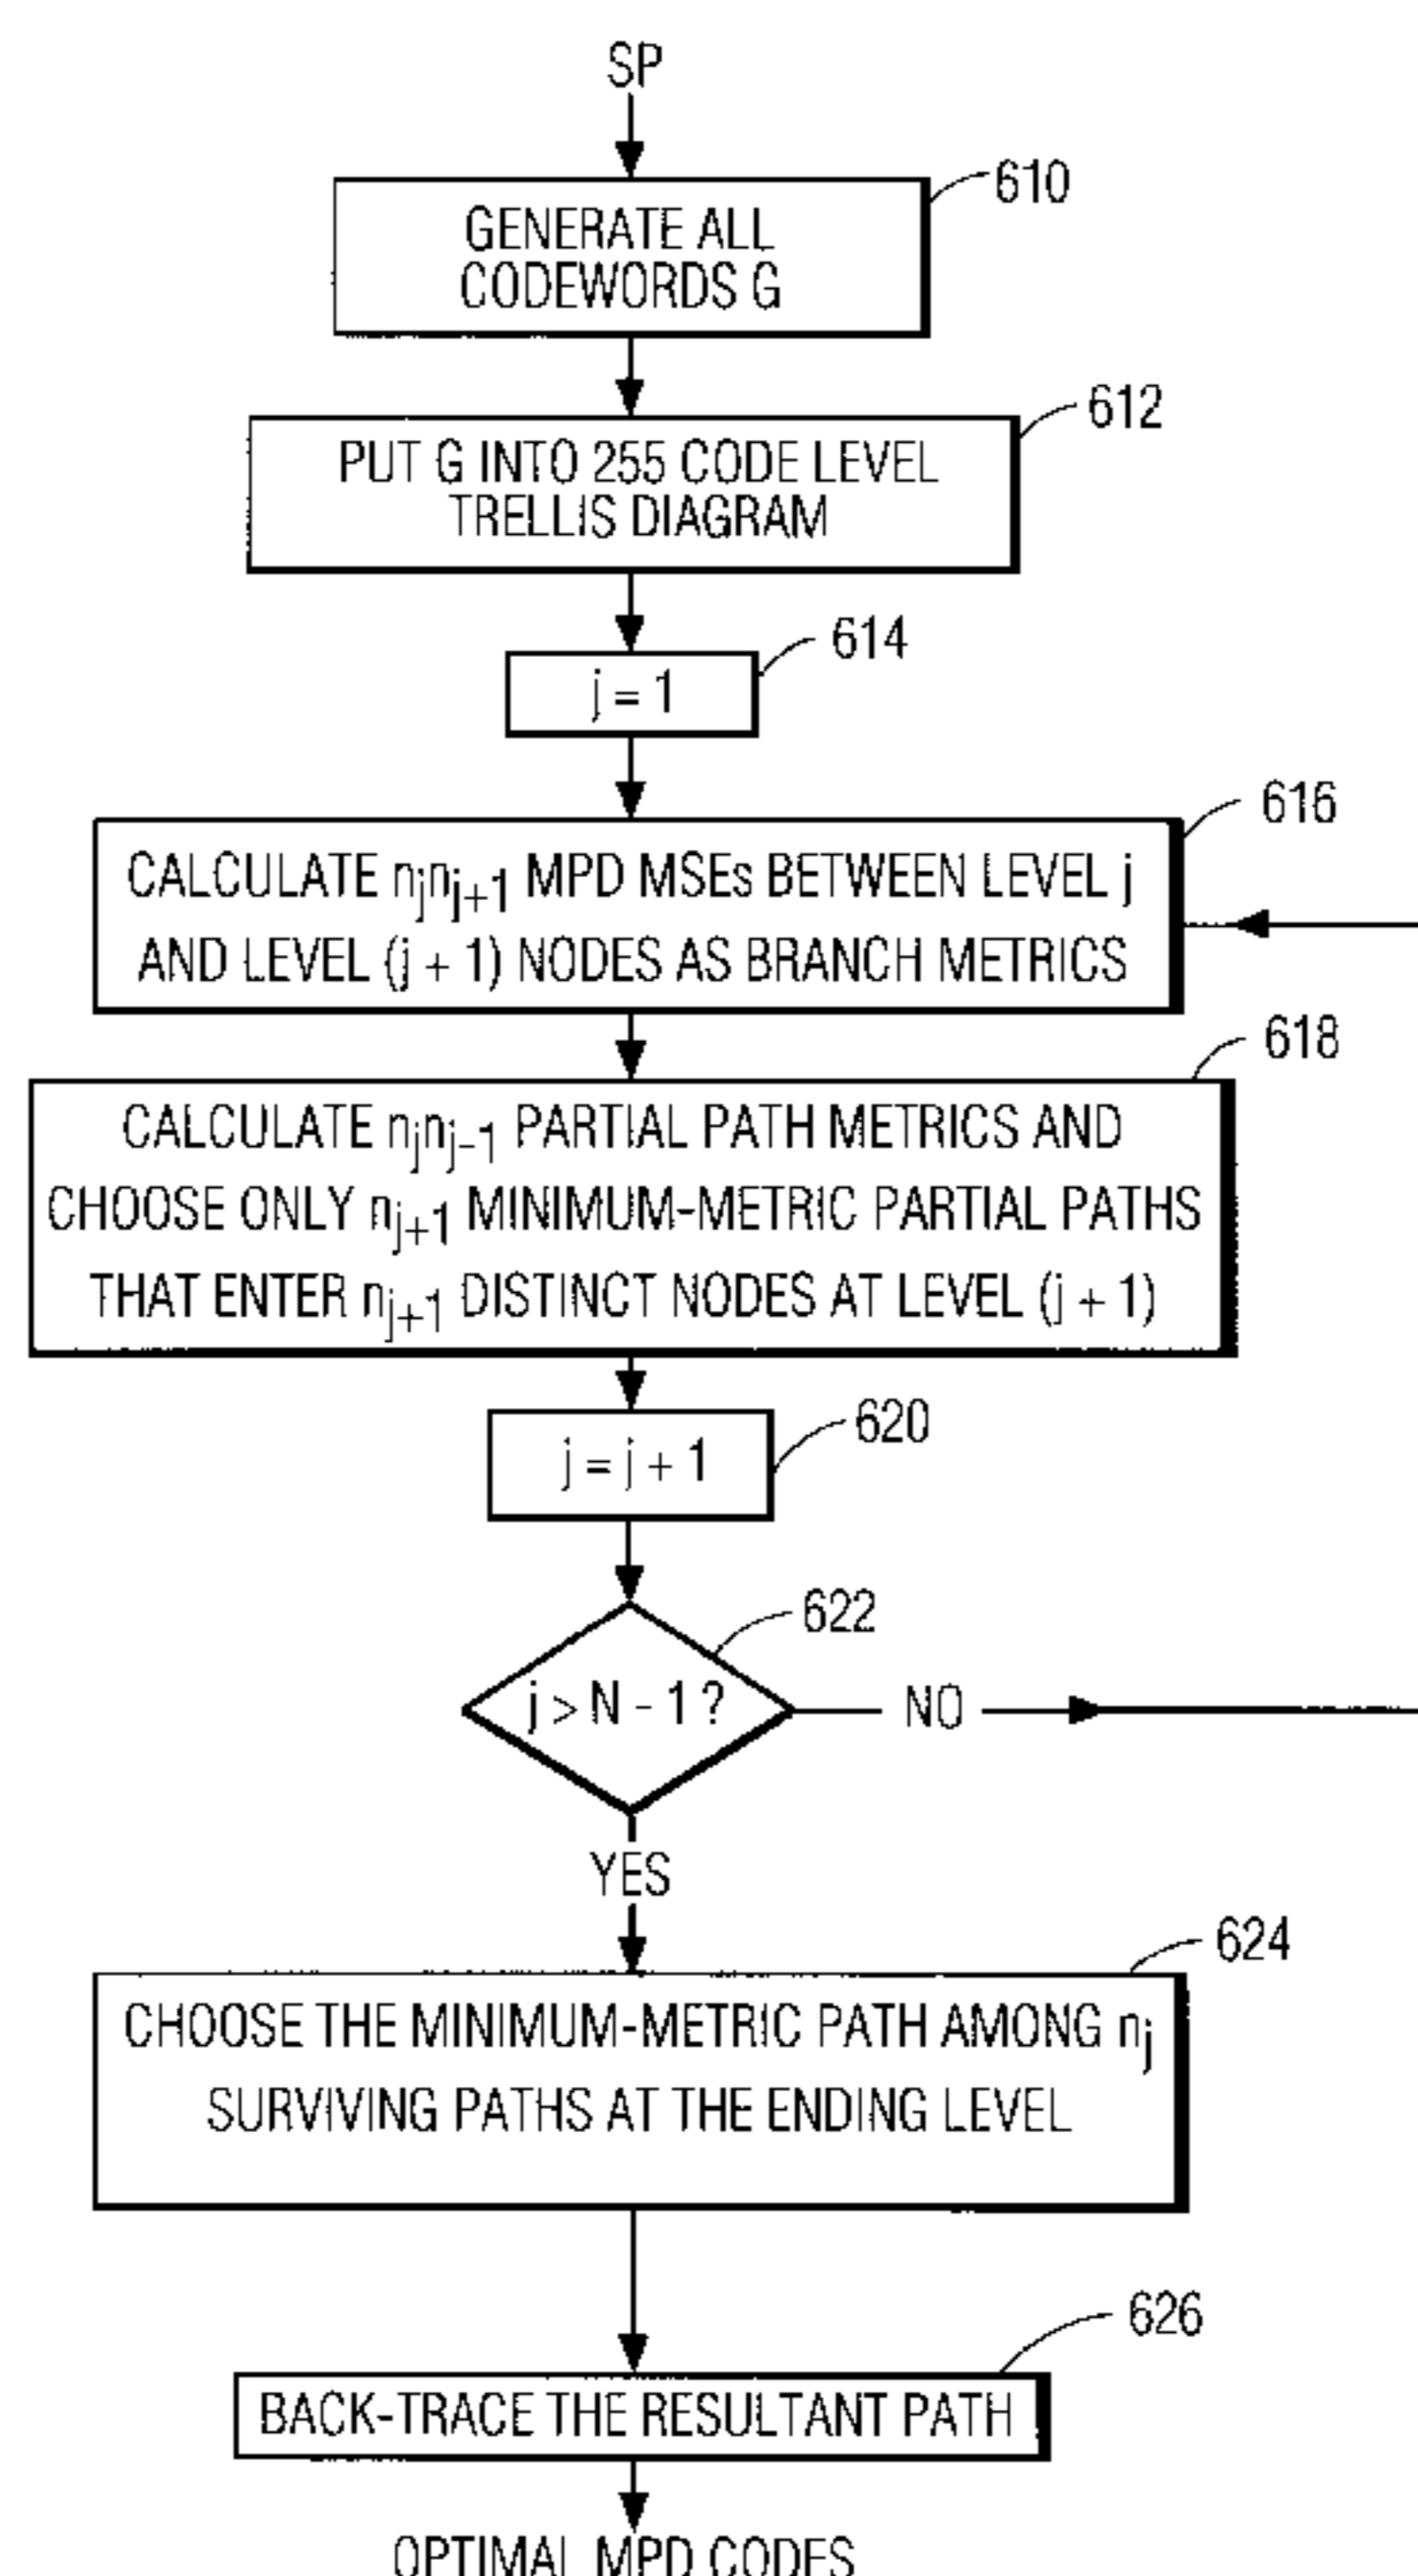 SP
610
GENERATE ALL
CODEWORDS G
612
PUT G INTO 255 CODE LEVEL
TRELLIS DIAGRAM
614
j = 1
616
CALCULATE njnj+1 MPD MSEs BETWEEN LEVEL j
AND LEVEL (j + 1) NODES AS BRANCH METRICS
618
CALCULATE njnj-1 PARTIAL PATH METRICS AND
CHOOSE ONLY nj+1 MINIMUM-METRIC PARTIAL PATHS
THAT ENTER nj+1 DISTINCT NODES AT LEVEL (j + 1)
620
j = j + 1
622
j > N - 1 ?
NO
YES
624
CHOOSE THE MINIMUM-METRIC PATH AMONG nj
SURVIVING PATHS AT THE ENDING LEVEL
626
BACK-TRACE THE RESULTANT PATH
OPTIMAL MPD CODES